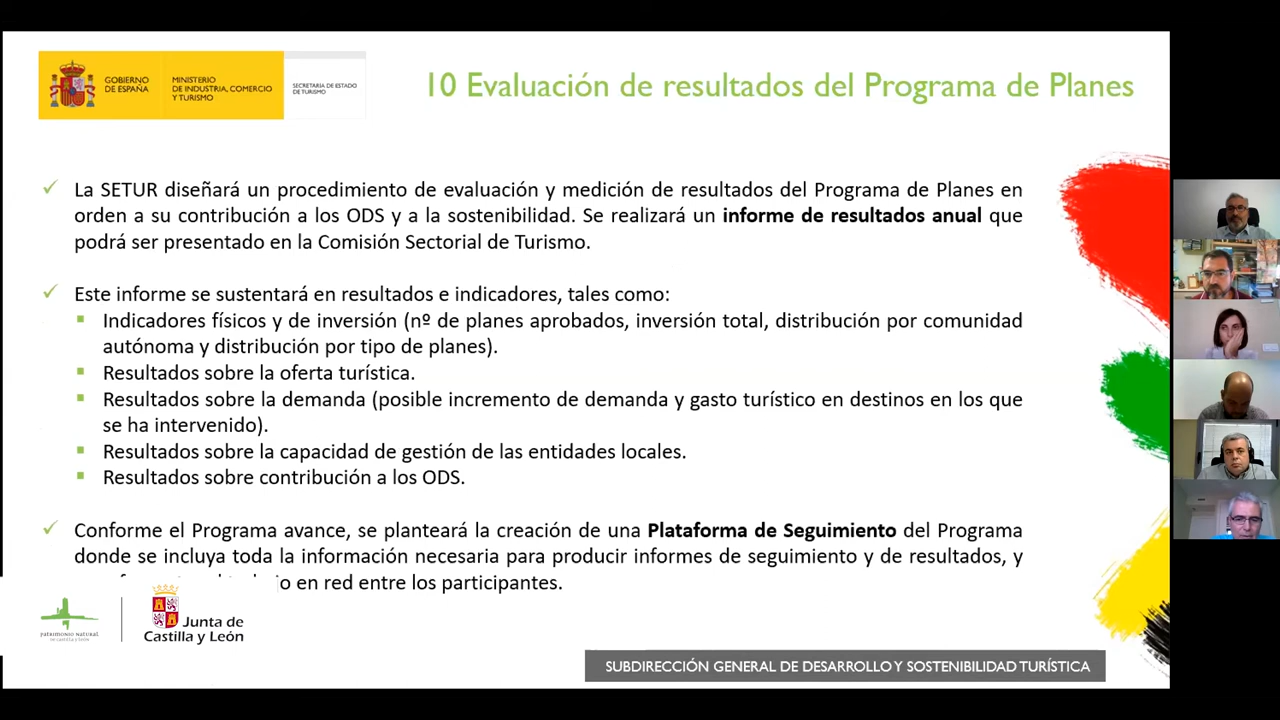 GOBIERNO
DE ESPAÑA
MINISTERIO
DE INDUSTRIA, COMERCIO
Y TURISMO
SECRETARÍA DE ESTADO
DE TURISMO
10 Evaluación de resultados del Programa de Planes
La SETUR diseñará un procedimiento de evaluación y medición de resultados del Programa de Planes en
orden a su contribución a los ODS y a la sostenibilidad. Se realizará un informe de resultados anual que
podrá ser presentado en la Comisión Sectorial de Turismo.
Este informe se sustentará en resultados e indicadores, tales como:
Indicadores físicos y de inversión (nº de planes aprobados, inversión total, distribución por comunidad
autónoma y distribución por tipo de planes).
Resultados sobre la oferta turística.
Resultados sobre la demanda (posible incremento de demanda y gasto turístico en destinos en los que
se ha intervenido).
Resultados sobre la capacidad de gestión de las entidades locales.
Resultados sobre contribución a los ODS.
Conforme el Programa avance, se planteará la creación de una Plataforma de Seguimiento del Programa
donde se incluya toda la información necesaria para producir informes de seguimiento y de resultados, y
en red entre los participantes.
PATRIMONIO NATURAL
de Castilla y León
Junta de
Castilla y León
SUBDIRECCIÓN GENERAL DE DESARROLLO Y SOSTENIBILIDAD TURÍSTICA